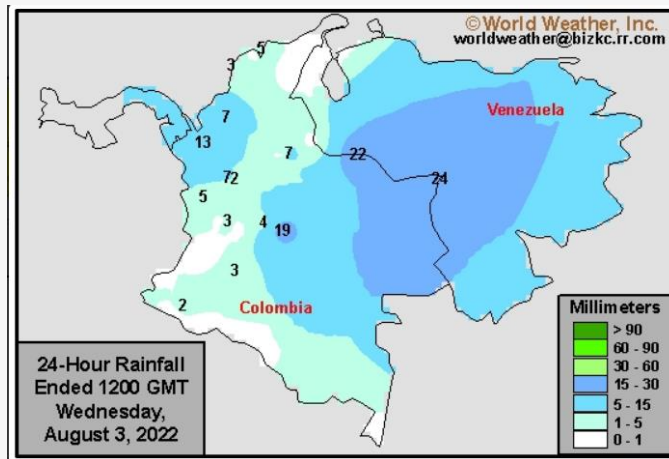 ©World Weather, Inc.
worldweather@bizkc.rr.com
5
3
Venezuela
7
13
7
22
72
24
5
3
4
19
3
Colombia
2
Millimeters
> 90
60 - 90
30 - 60
15 - 30
5 - 15
1 - 5
0 - 1
24-Hour Rainfall
Ended 1200 GMT
Wednesday,
August 3, 2022